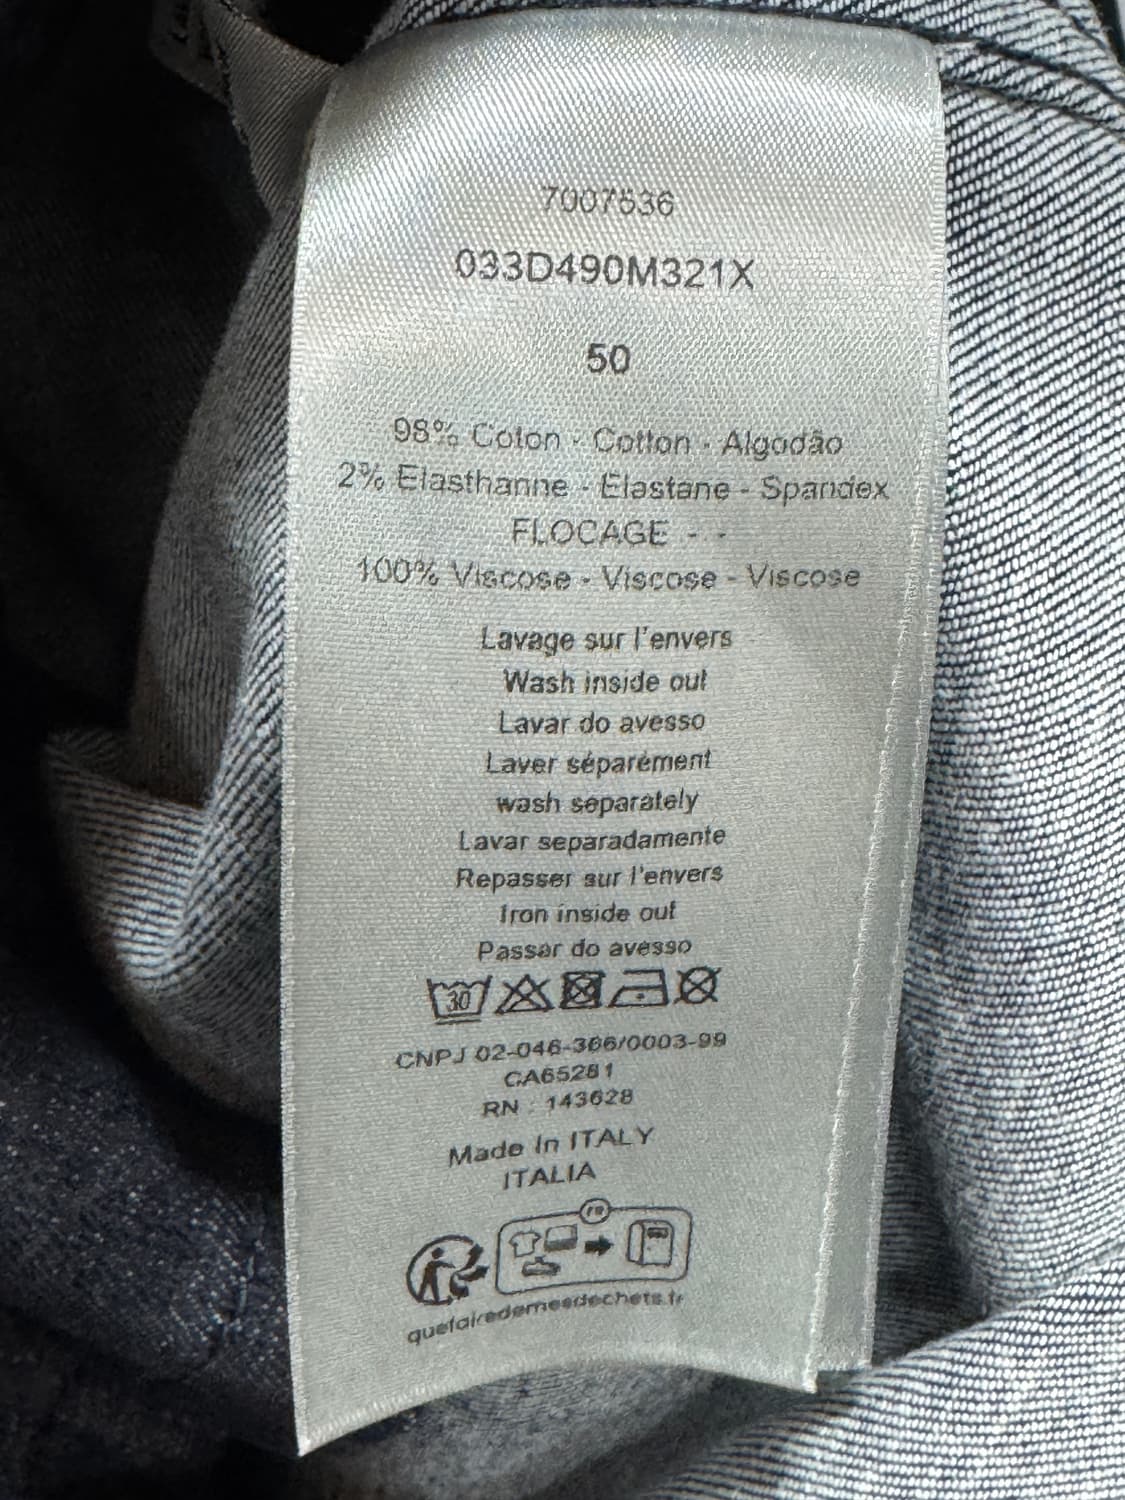 7007536
033D490M321X
50
98% Coton - Cotton - Algodão
2% Elasthanne - Elastane - Spandex
FLOCAGE - -
100% Viscose - Viscose - Viscose
Lavage sur l'envers
Wash inside out
Lavar do avesso
Laver séparément
wash separately
Lavar separadamente
Repasser sur l'envers
Iron inside out
Passar do avesso
30
CNPJ 02-046-366/0003-99
CA65281
RN : 143628
Made In ITALY
ITALIA
FR
quefairedemesdechets.fr